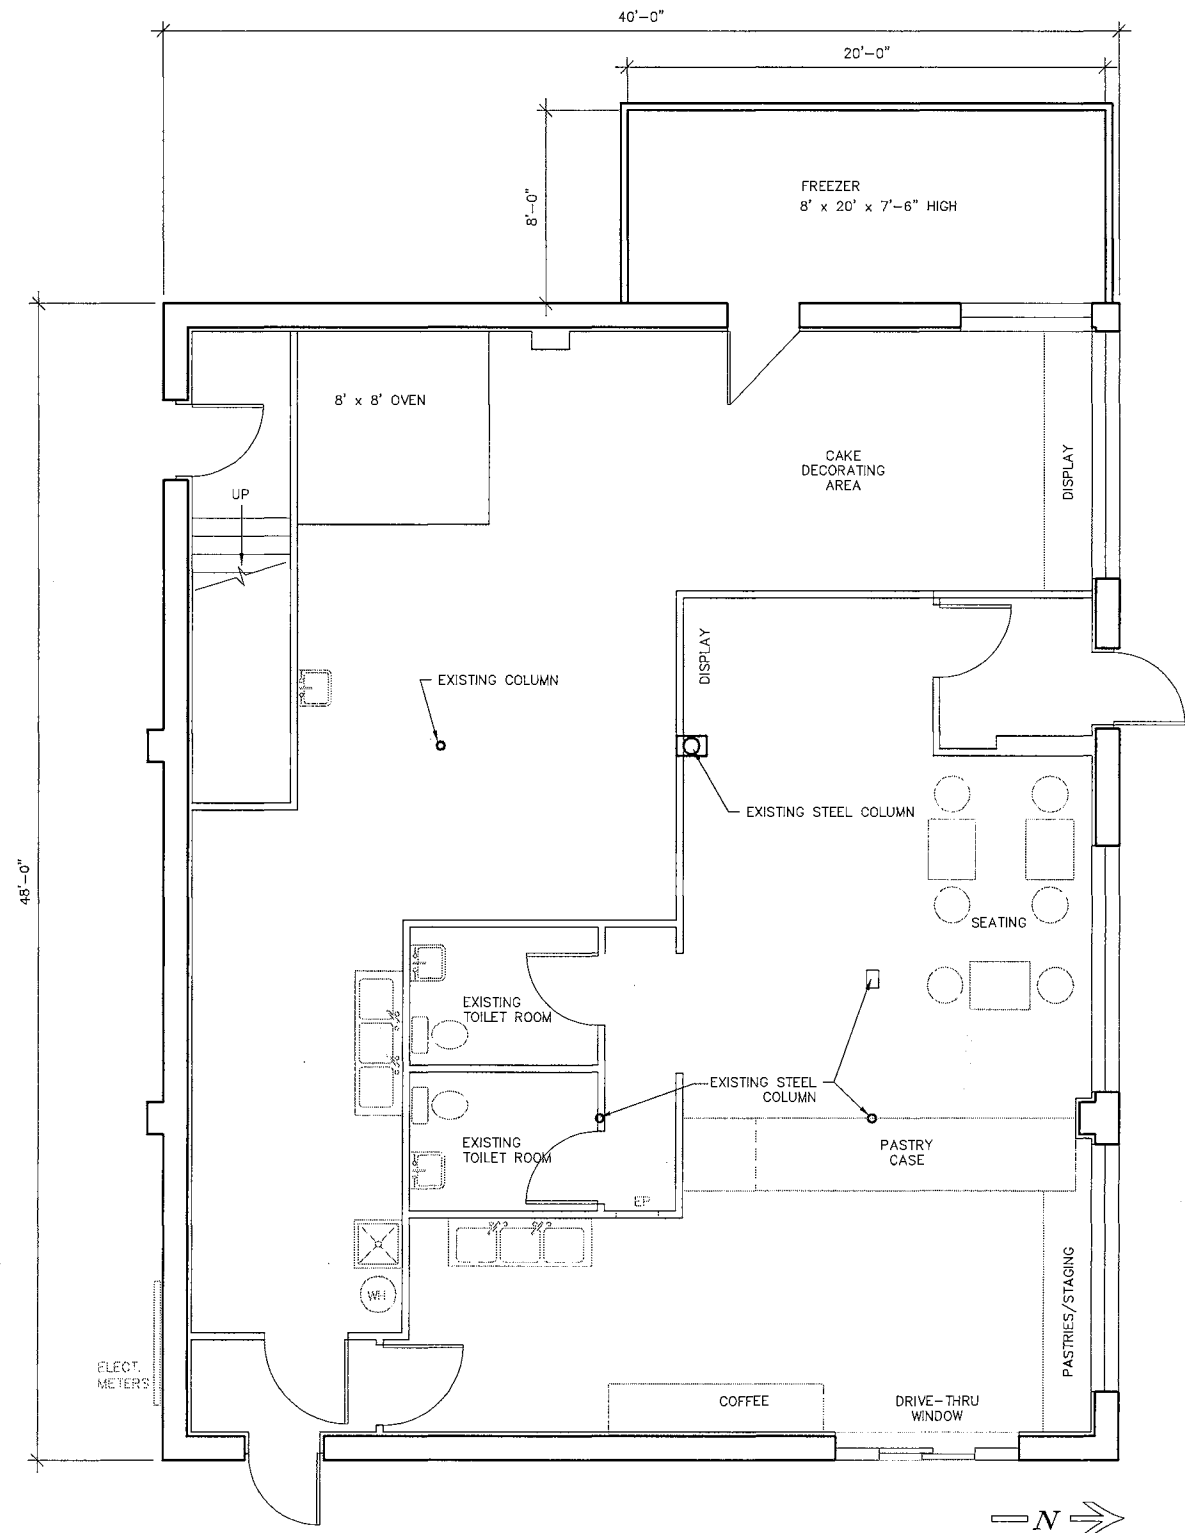 40'-0"
20'-0"
8'-0"
FREEZER
8' x 20' x 7'-6" HIGH
8' x 8' OVEN
CAKE
DECORATING
AREA
DISPLAY
UP
DISPLAY
EXISTING COLUMN
EXISTING STEEL COLUMN
48'-0"
SEATING
EXISTING
TOILET ROOM
EXISTING STEEL
COLUMN
EXISTING
TOILET ROOM
PASTRY
CASE
EP
WH
PASTRIES/STAGING
ELECT.
METERS
COFFEE
DRIVE-THRU
WINDOW
N